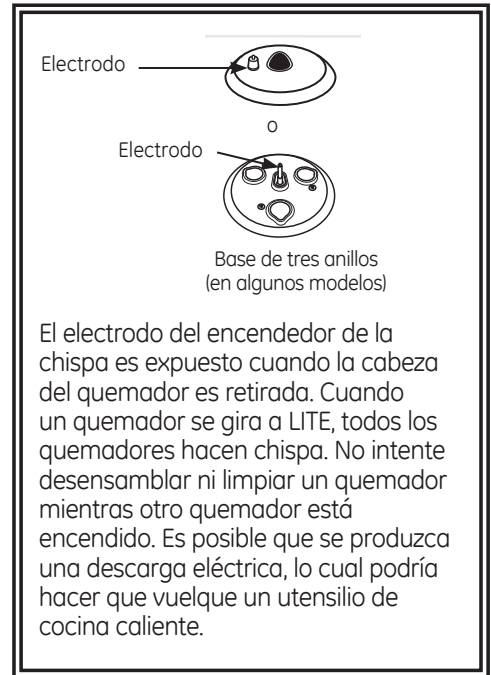 Electrodo
o
Electrodo
Base de tres anillos
(en algunos modelos)
El electrodo del encendedor de la
chispa es expuesto cuando la cabeza
del quemador es retirada. Cuando
un quemador se gira a LITE, todos los
quemadores hacen chispa. No intente
desensamblar ni limpiar un quemador
mientras otro quemador está
encendido. Es posible que se produzca
una descarga eléctrica, lo cual podría
hacer que vuelque un utensilio de
cocina caliente.